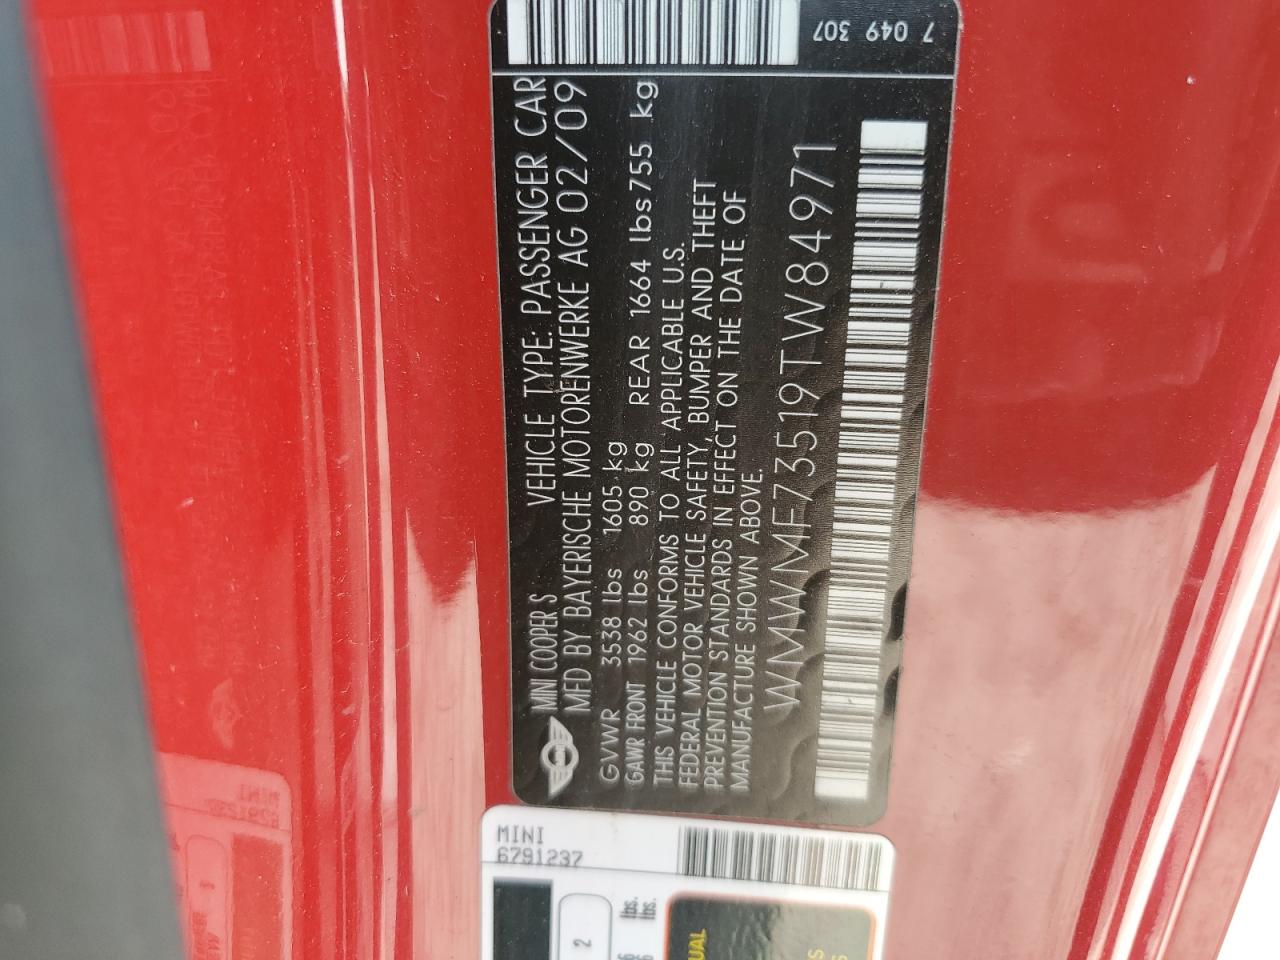 7 049 307
MINI COOPER S VEHICLE TYPE: PASSENGER CAR
MFD BY BAYERISCHE MOTORENWERKE AG 02/09
GVWR 3538 lbs 1605 kg
GAWR FRONT 1962 lbs 890 kg REAR 1664 lbs 755 kg
THIS VEHICLE CONFORMS TO ALL APPLICABLE U.S.
FEDERAL MOTOR VEHICLE SAFETY, BUMPER AND THEFT
PREVENTION STANDARDS IN EFFECT ON THE DATE OF
MANUFACTURE SHOWN ABOVE.
WMWMF73519TW84971
MINI
6791237
2
lbs.
lbs.